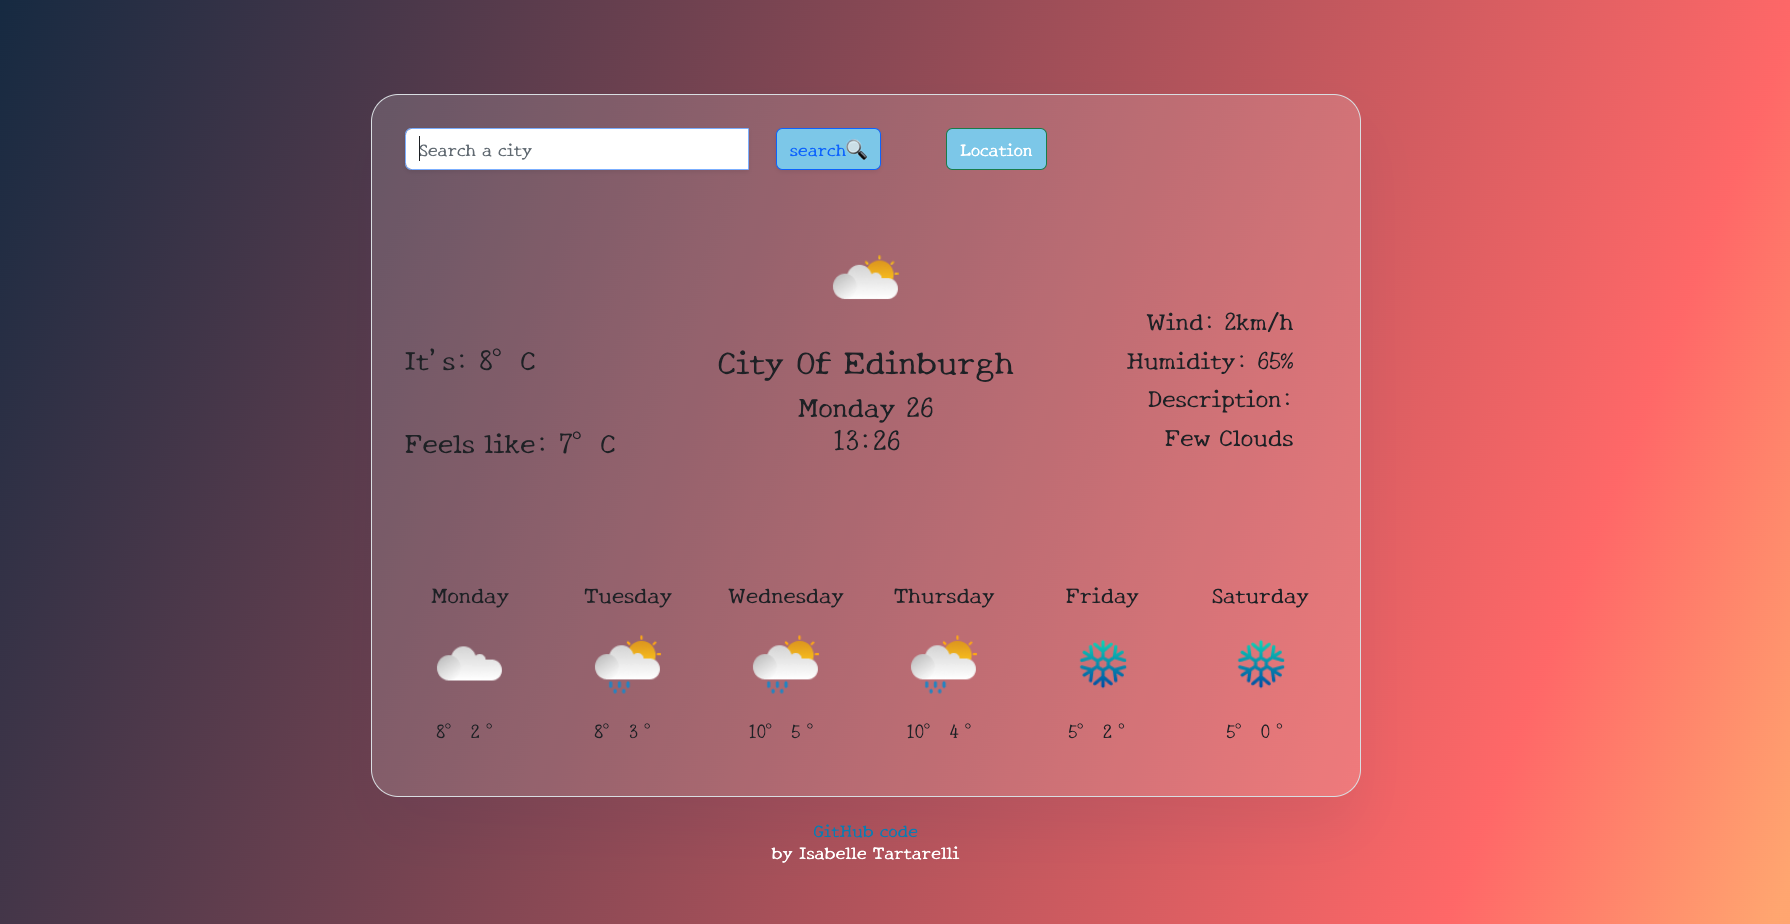 Search a city
search🔍
Location
It's: 8° C
Feels like: 7° C
City Of Edinburgh
Monday 26
13:26
Wind: 2km/h
Humidity: 65%
Description:
Few Clouds
Monday
Tuesday
Wednesday
Thursday
Friday
Saturday
8° 2 °
8° 3 °
10° 5 °
10° 4 °
5° 2 °
5° 0 °
GitHub code
by Isabelle Tartarelli